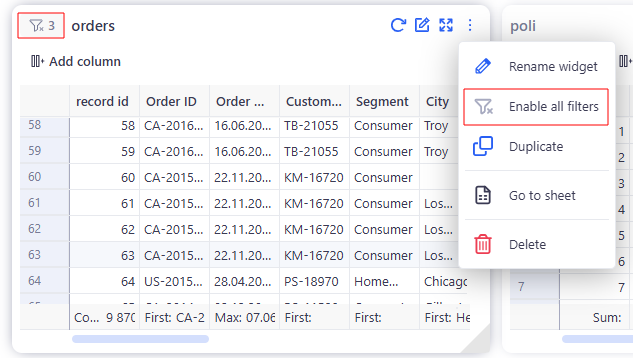 3 orders
poli
Add column
Rename widget
Enable all filters
Duplicate
Go to sheet
Delete
record id Order ID Order ... Custom... Segment City
58 58 CA-2016... 16.06.20... TB-21055 Consumer Troy
59 59 CA-2016... 16.06.20... TB-21055 Consumer Troy
60 60 CA-2015... 22.11.20... KM-16720 Consumer
61 61 CA-2015... 22.11.20... KM-16720 Consumer Los...
62 62 CA-2015... 22.11.20... KM-16720 Consumer Los...
63 63 CA-2015... 22.11.20... KM-16720 Consumer Los...
64 64 US-2015... 28.04.20... PS-18970 Home... Chicago
Co... 9 870 First: CA-2 Max: 07.06 First: First: First: He
1
2
3
4
5
6
7 7
Sum: